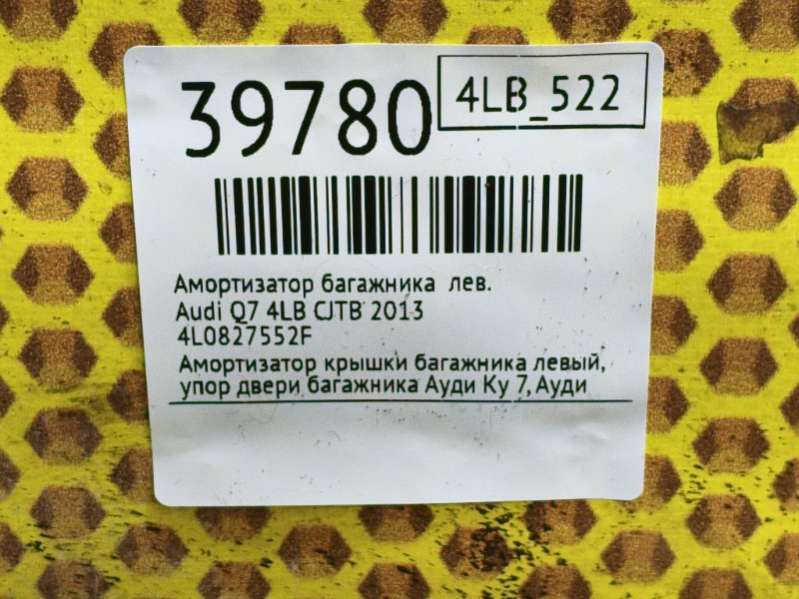 39780
4LB_522
Амортизатор багажника лев.
Audi Q7 4LB CJTB 2013
4L0827552F
Амортизатор крышки багажника левый,
упор двери багажника Ауди Ку 7, Ауди